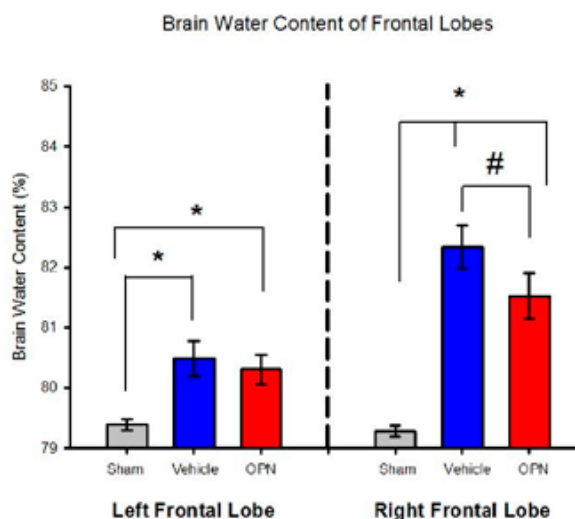 Brain Water Content of Frontal Lobes
Brain Water Content (%)
85
84
83
82
81
80
79
*
*
*
#
Sham Vehicle OPN Sham Vehicle OPN
Left Frontal Lobe Right Frontal Lobe